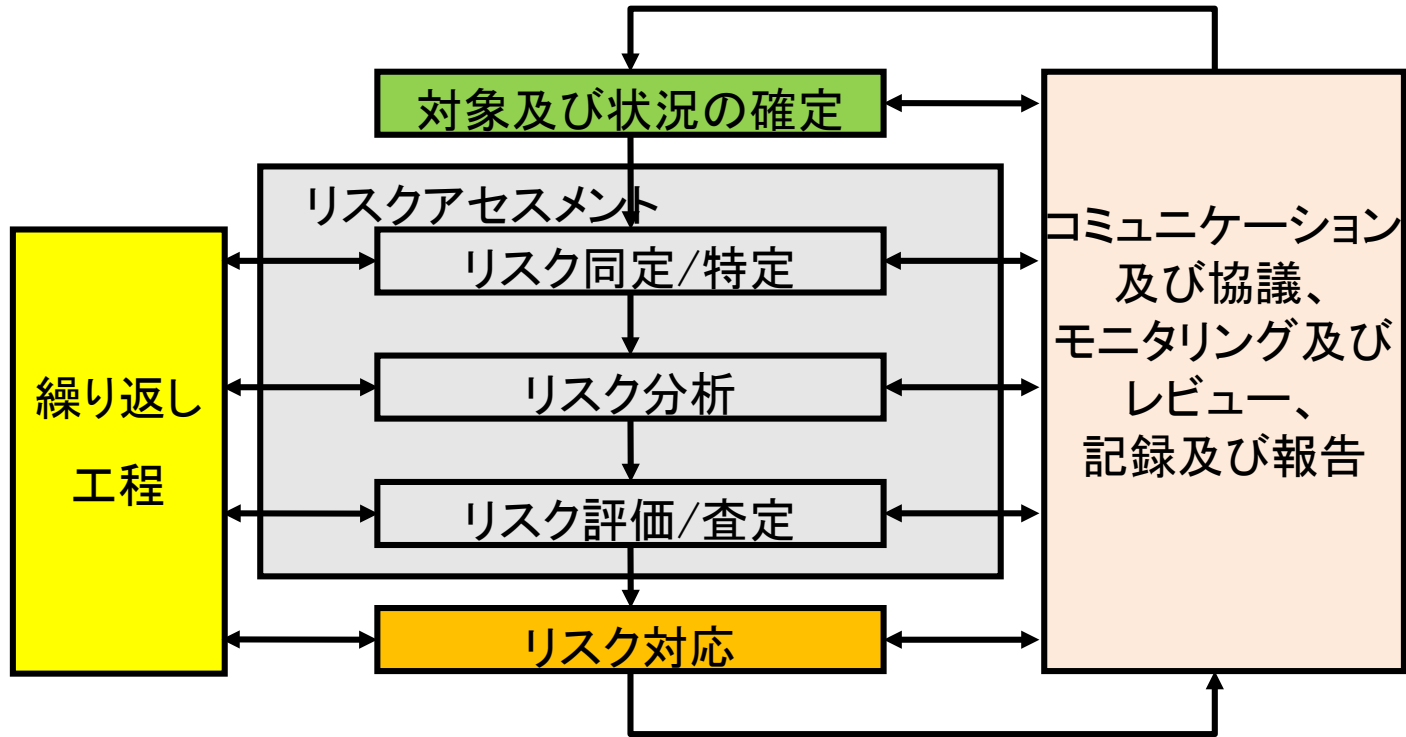 対象及び状況の確定
リスクアセスメント
リスク同定/特定
リスク分析
リスク評価/査定
リスク対応
繰り返し
工程
コミュニケーション
及び協議、
モニタリング及び
レビュー、
記録及び報告